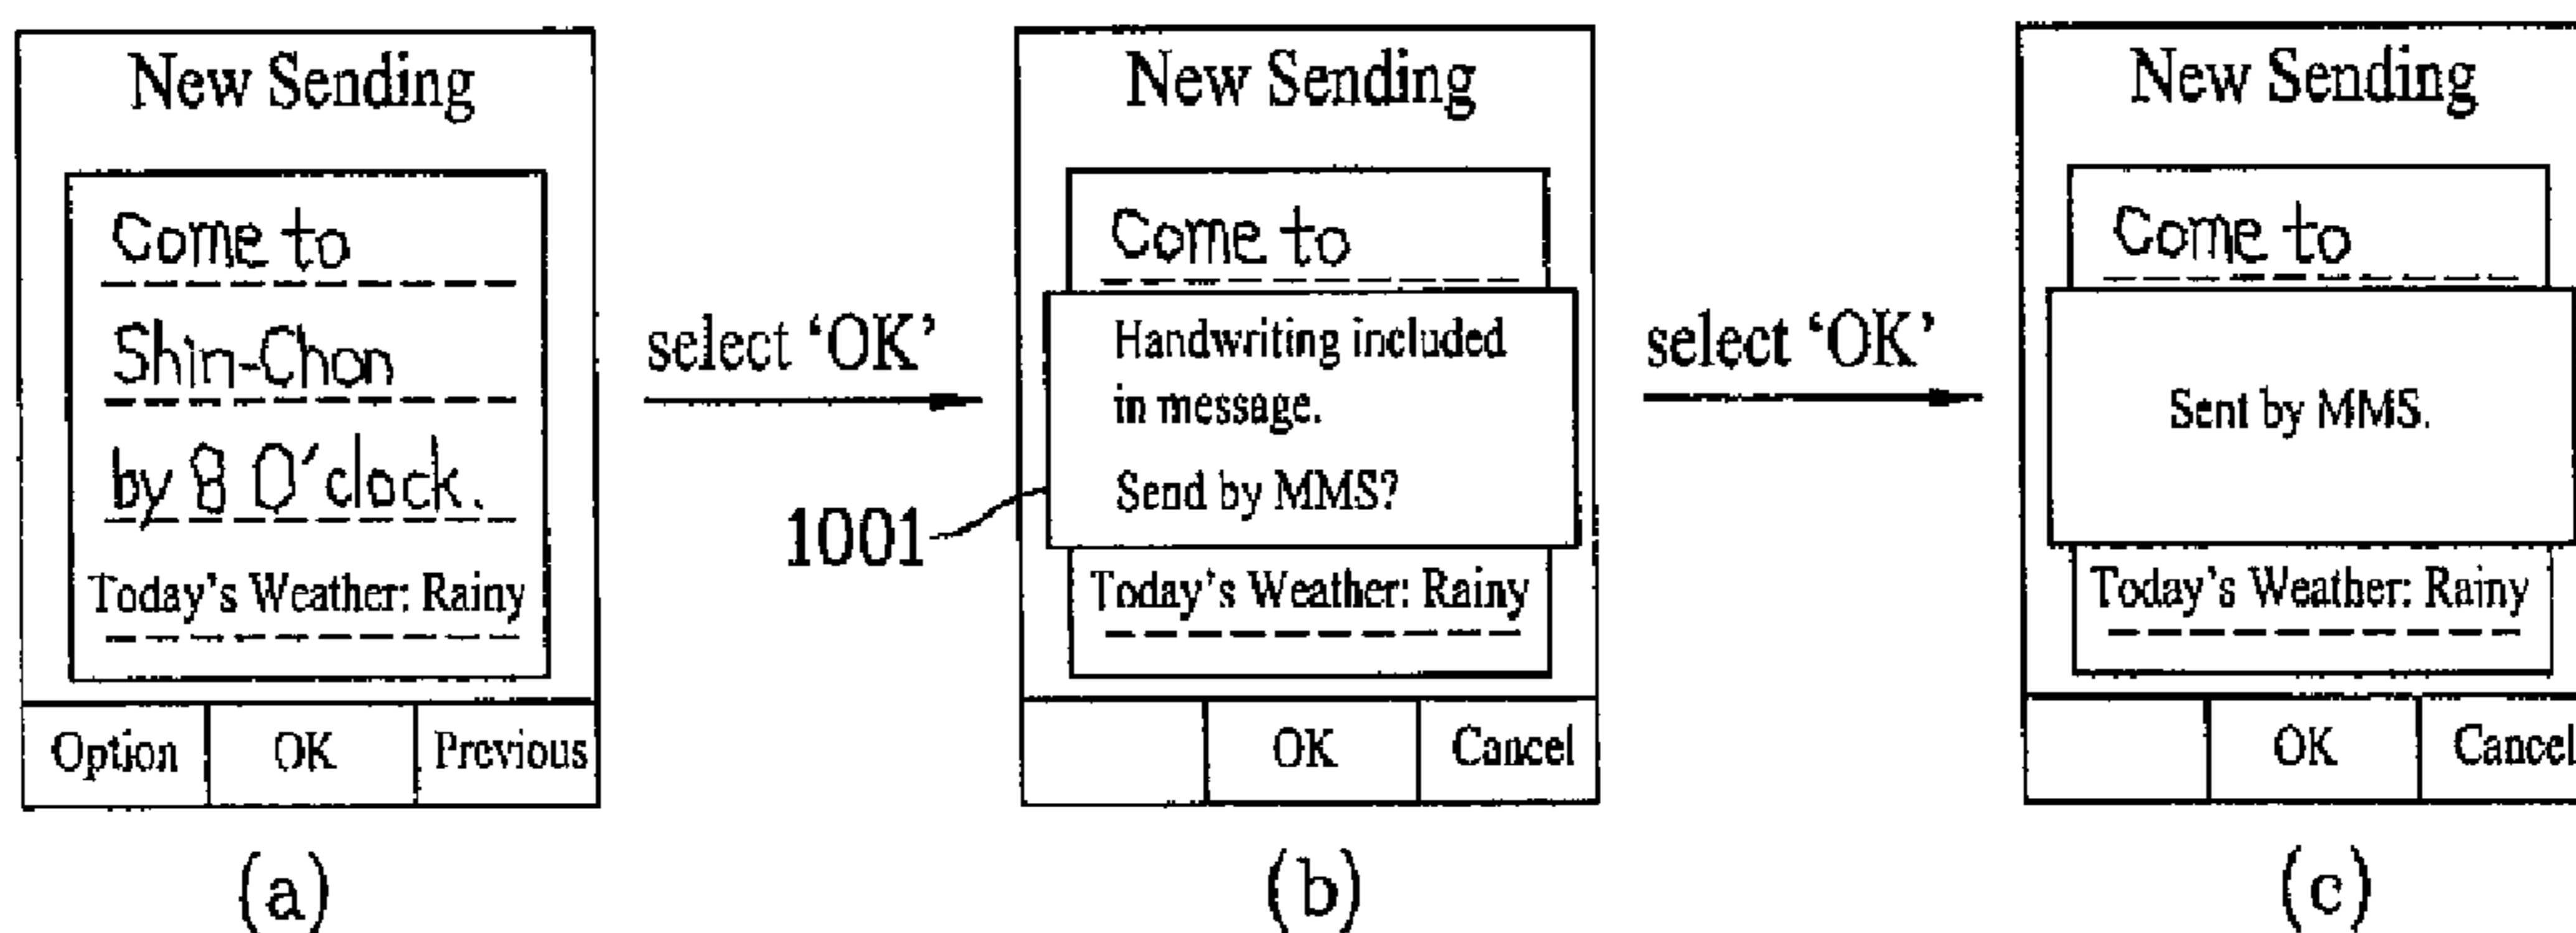 New Sending
Come to
Shin-Chon
by 8 O'clock.
Today's Weather: Rainy
Option OK Previous
(a)
select 'OK'
New Sending
Come to
Handwriting included
in message.
Send by MMS?
1001
Today's Weather: Rainy
OK Cancel
(b)
select 'OK'
New Sending
Come to
Sent by MMS.
Today's Weather: Rainy
OK Cancel
(c)